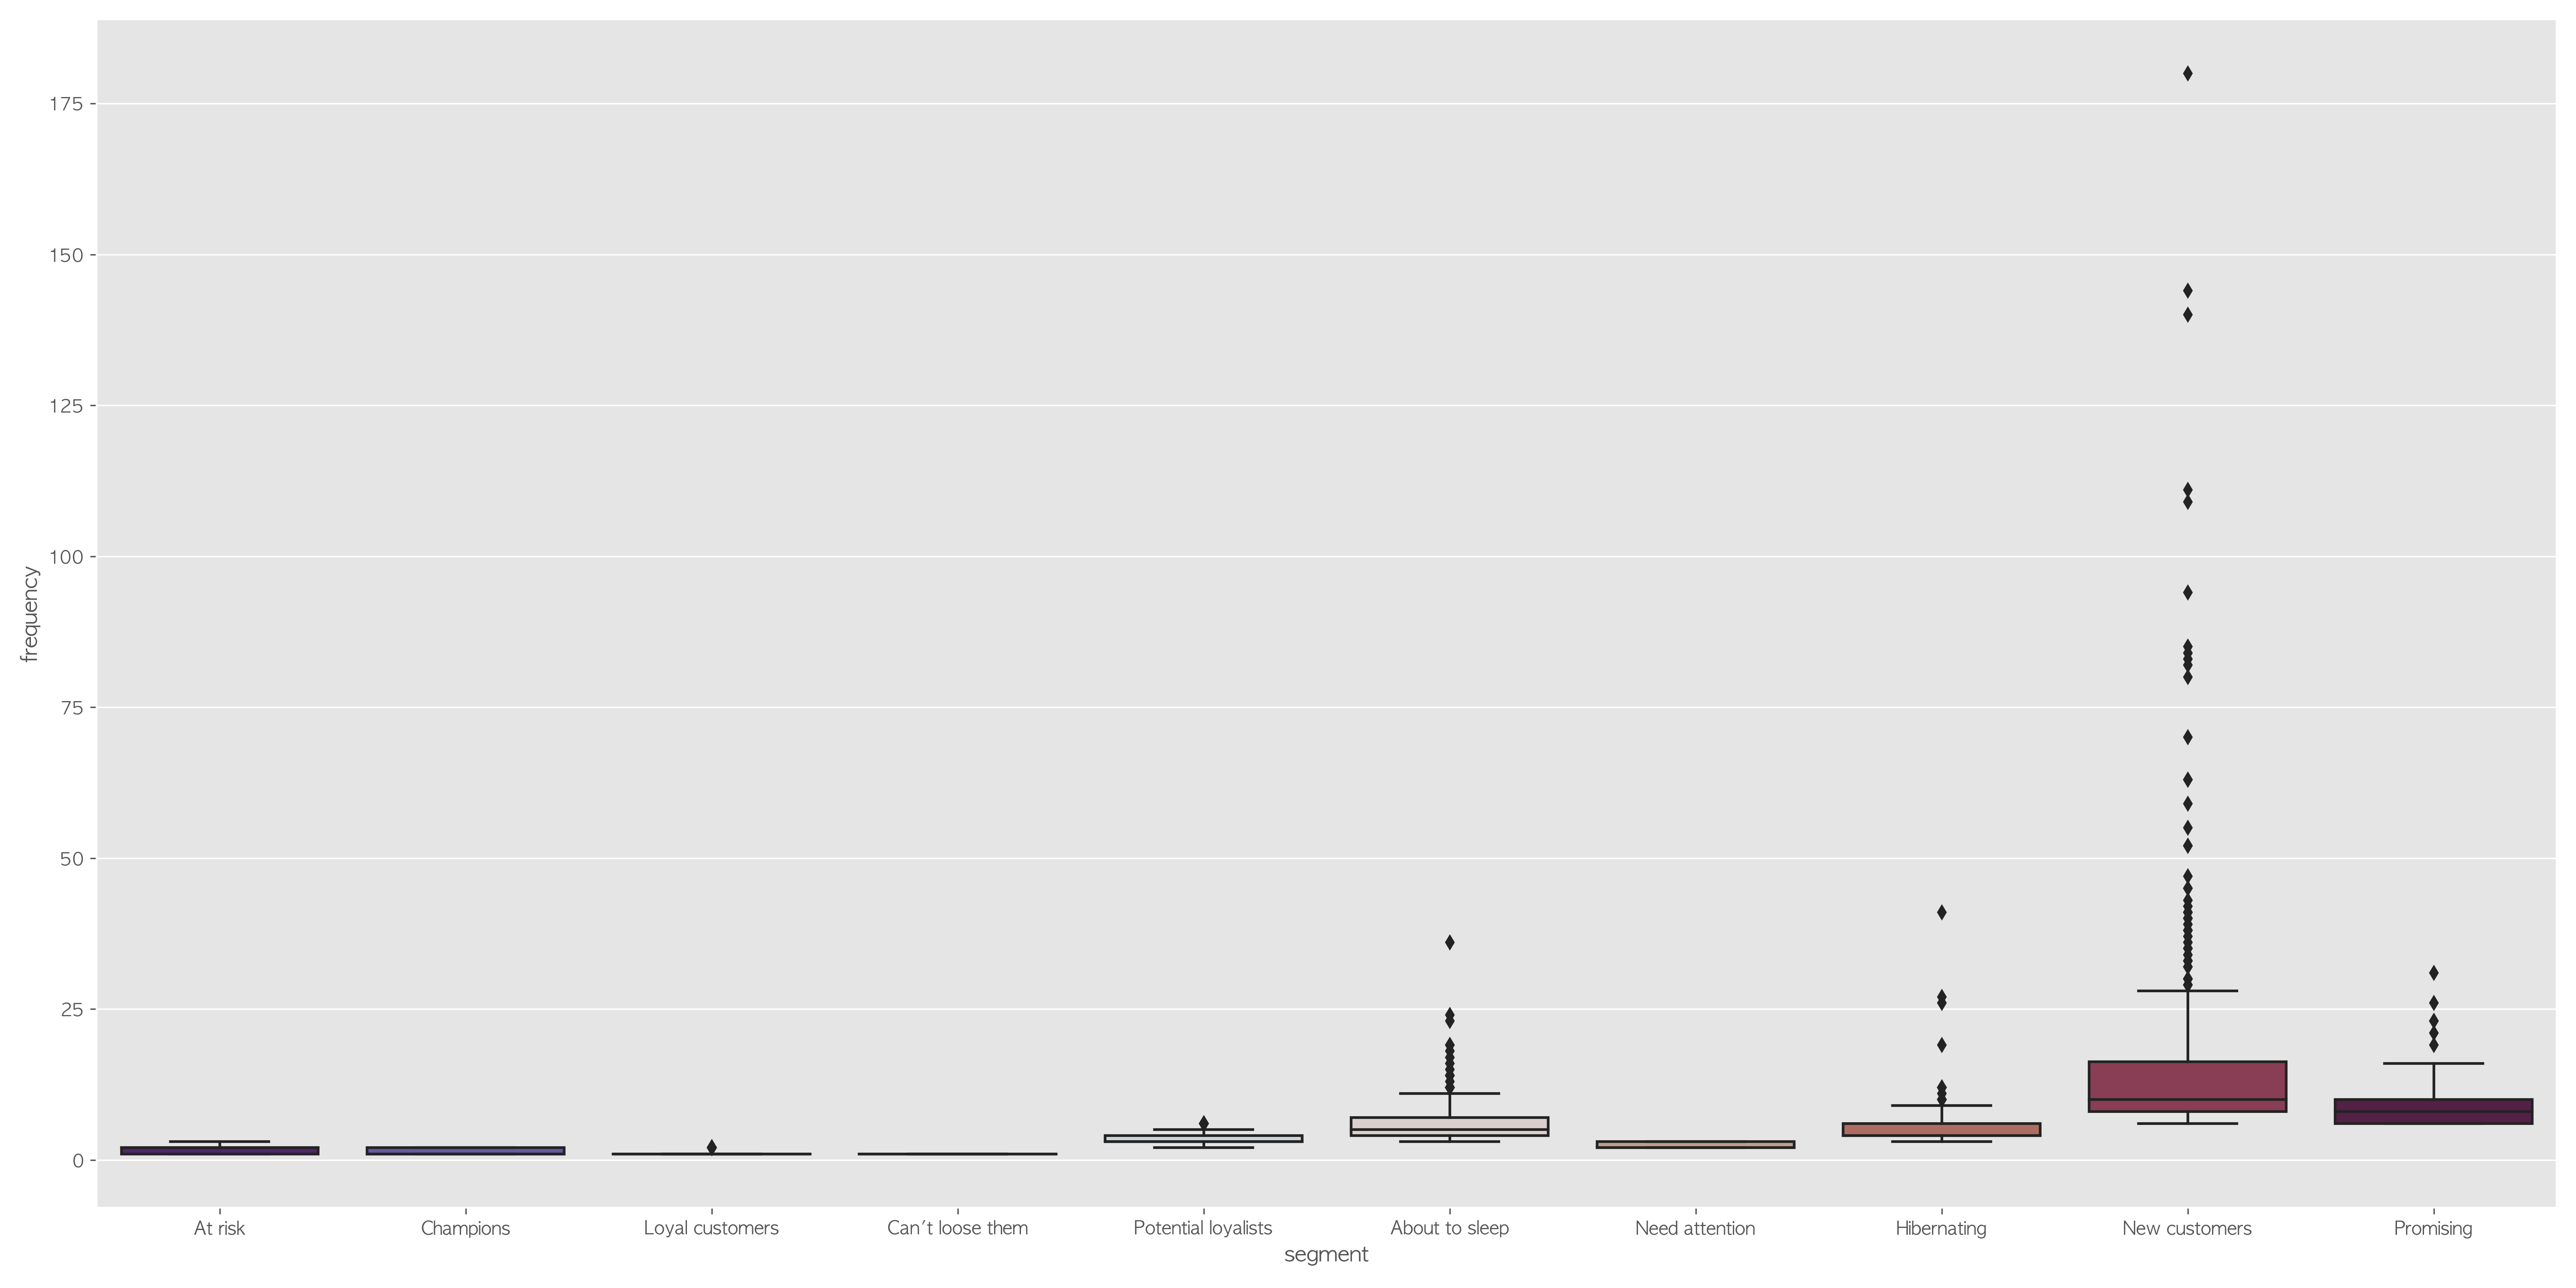 175
150
125
100
75
50
25
0
frequency
At risk
Champions
Loyal customers
Can't loose them
Potential loyalists
About to sleep
Need attention
Hibernating
New customers
Promising
segment